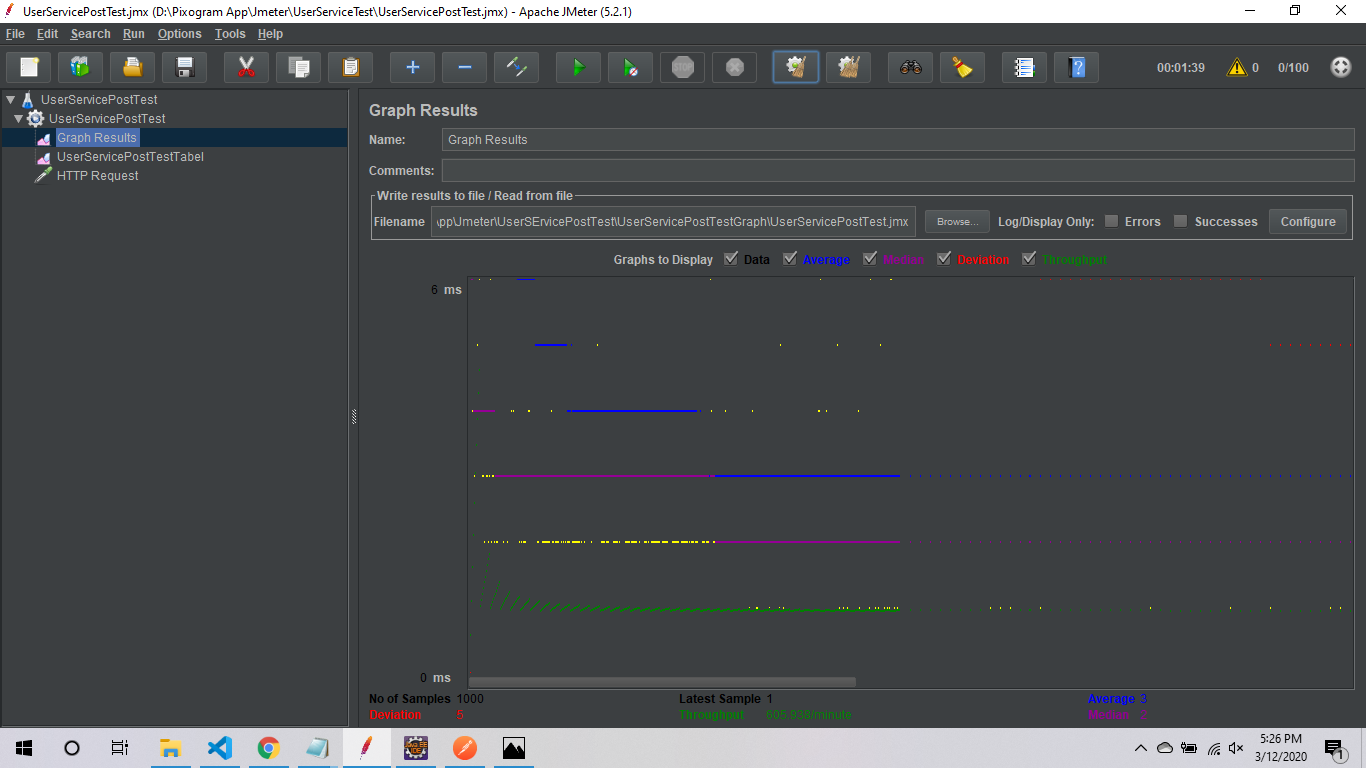 UserServicePostTest.jmx (D:\Pixogram App\Jmeter\UserServiceTest\UserServicePostTest.jmx) - Apache JMeter (5.2.1)
File Edit Search Run Options Tools Help
STOP 00:01:39 0 0/100
UserServicePostTest
UserServicePostTest
Graph Results
UserServicePostTestTabel
HTTP Request
Graph Results
Name: Graph Results
Comments:
Write results to file / Read from file
Filename \pp\Jmeter\UserSErvicePostTest\UserServicePostTestGraph\UserServicePostTest.jmx Browse... Log/Display Only: Errors Successes Configure
Graphs to Display Data Average Median Deviation Throughput
6 ms
0 ms
No of Samples 1000 Latest Sample 1 Average 3
Deviation 5 Throughput 605.938/minute Median 2
Java EE IDE
5:26 PM
3/12/2020
1